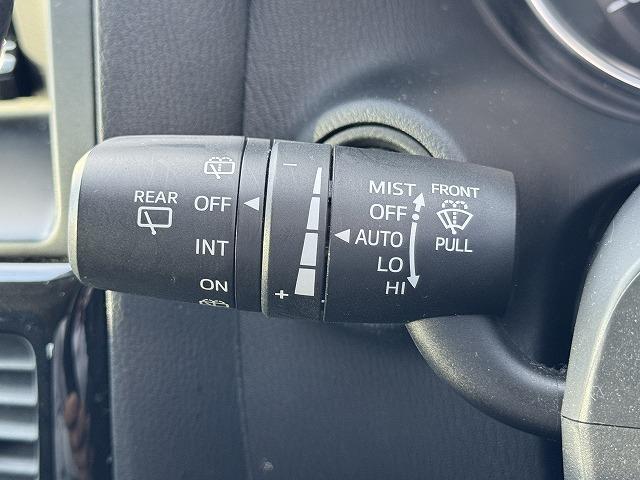 REAR
OFF
INT
ON
−
+
MIST
OFF
AUTO
LO
HI
FRONT
PULL